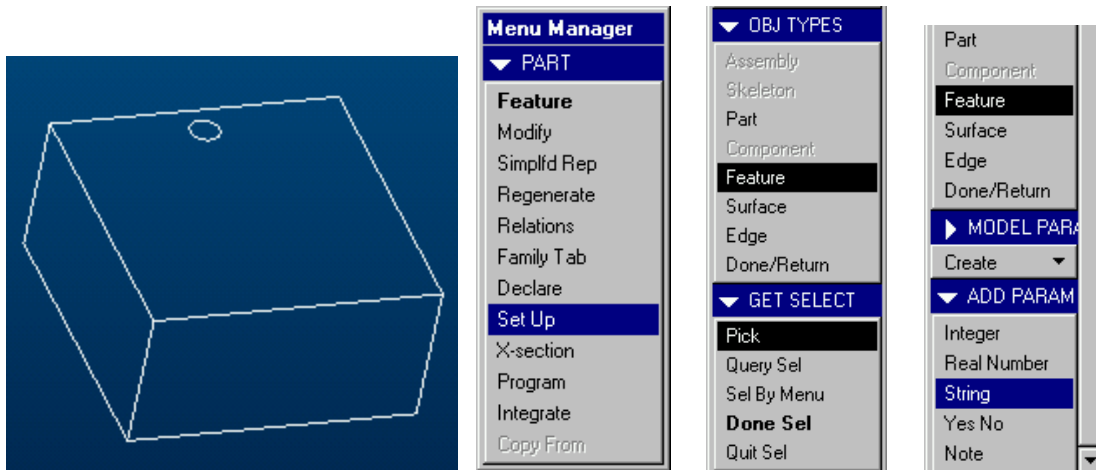 Menu Manager
PART
Feature
Modify
Simplfd Rep
Regenerate
Relations
Family Tab
Declare
Set Up
X-section
Program
Integrate
Copy From
OBJ TYPES
Assembly
Skeleton
Part
Component
Feature
Surface
Edge
Done/Return
GET SELECT
Pick
Query Sel
Sel By Menu
Done Sel
Quit Sel
Part
Component
Feature
Surface
Edge
Done/Return
MODEL PARA
Create
ADD PARAM
Integer
Real Number
String
Yes No
Note